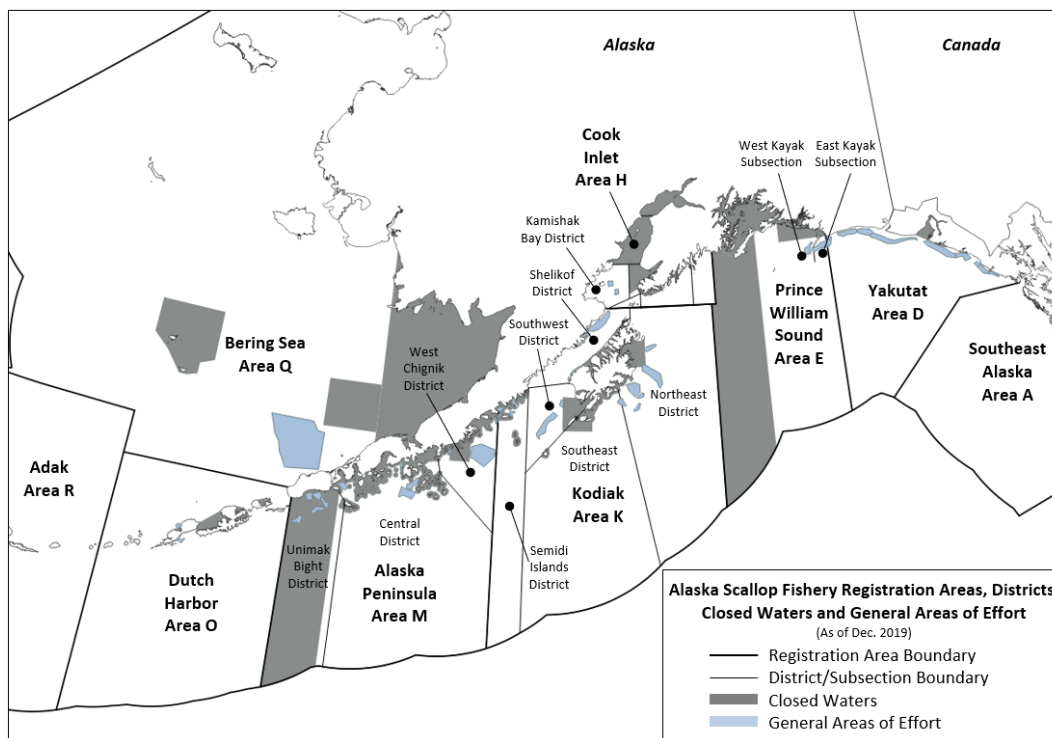 Alaska
Canada
Cook
Inlet
Area H
West Kayak
Subsection
East Kayak
Subsection
Kamishak
Bay District
Shelikof
District
Southwest
District
Prince
William
Sound
Area E
Yakutat
Area D
Bering Sea
Area Q
West
Chignik
District
Southeast
Alaska
Area A
Northeast
District
Adak
Area R
Southeast
District
Kodiak
Area K
Central
District
Unimak
Bight
District
Semidi
Islands
District
Dutch
Harbor
Area O
Alaska
Peninsula
Area M
Alaska Scallop Fishery Registration Areas, Districts
Closed Waters and General Areas of Effort
(As of Dec. 2019)
Registration Area Boundary
District/Subsection Boundary
Closed Waters
General Areas of Effort